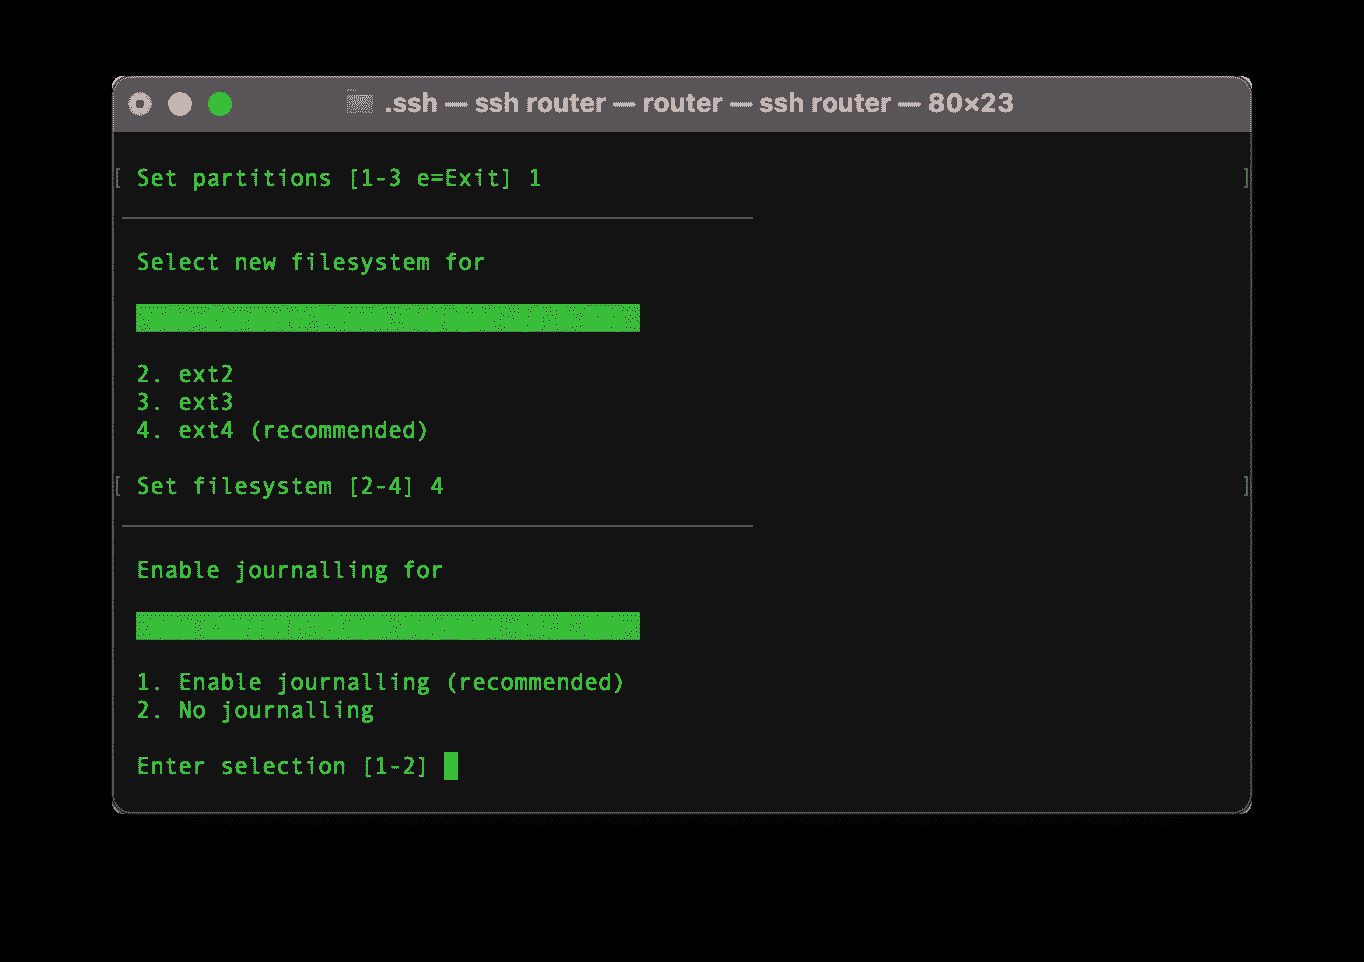 .ssh — ssh router — router — ssh router — 80×23
[ Set partitions [1-3 e=Exit] 1 ]
Select new filesystem for
2. ext2
3. ext3
4. ext4 (recommended)
[ Set filesystem [2-4] 4 ]
Enable journalling for
1. Enable journalling (recommended)
2. No journalling
Enter selection [1-2]